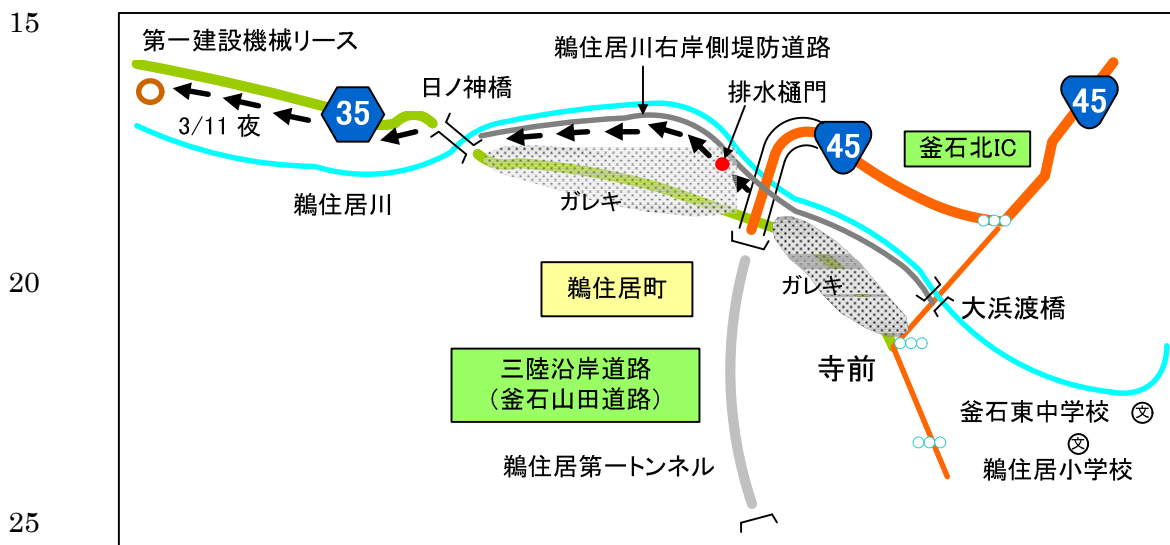 15
第一建設機械リース
鵜住居川右岸側堤防道路
日ノ神橋
排水樋門
45
35
45
3/11 夜
釜石北IC
鵜住居川
ガレキ
20
鵜住居町
ガレキ
大浜渡橋
三陸沿岸道路
（釜石山田道路）
寺前
釜石東中学校 文
文
鵜住居第一トンネル
鵜住居小学校
25